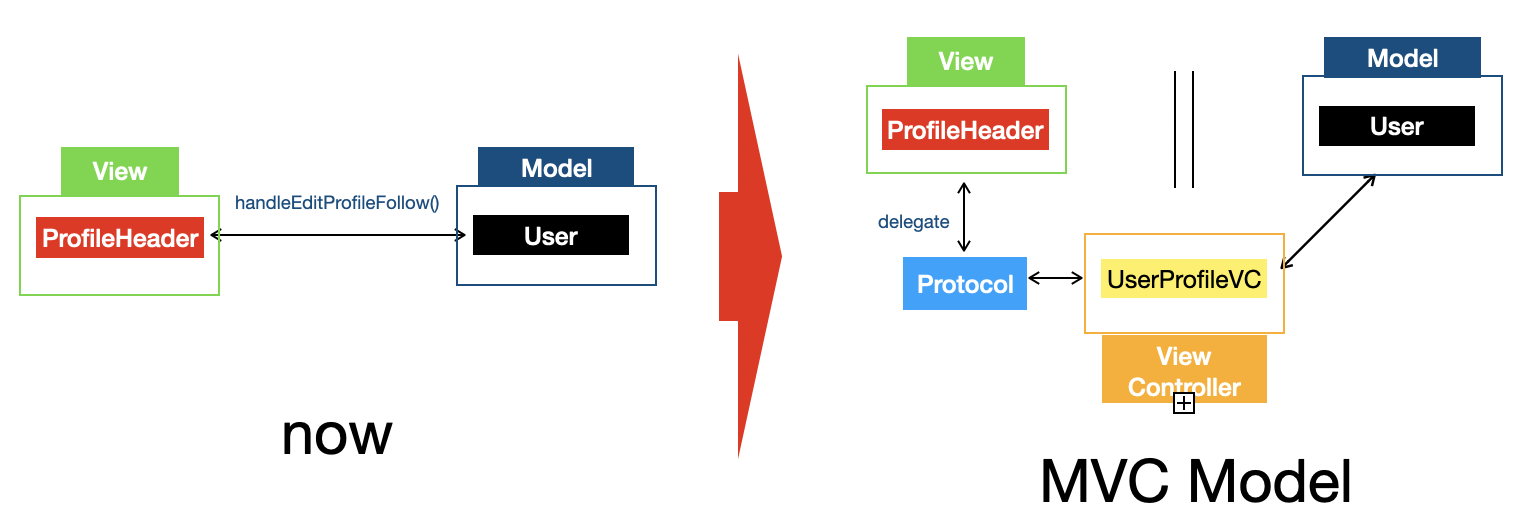 View
ProfileHeader
handleEditProfileFollow()
Model
User
now
View
ProfileHeader
delegate
Protocol
UserProfileVC
View
Controller
Model
User
MVC Model